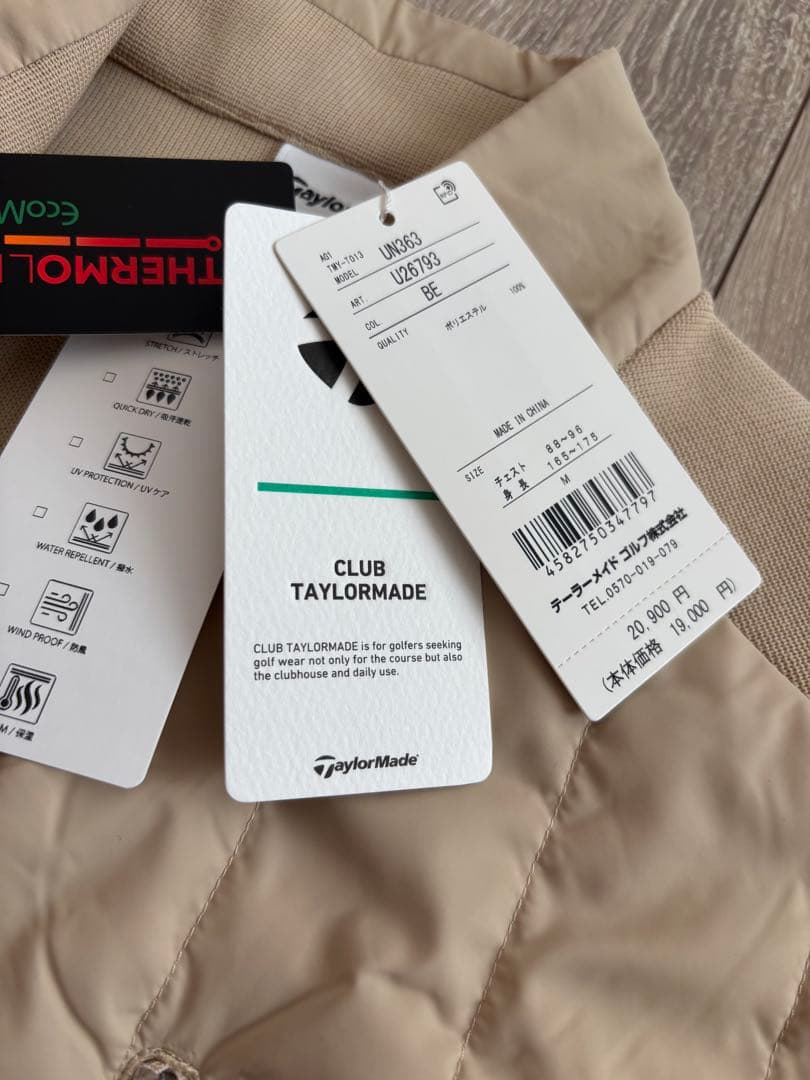 EcoM
THERMOL
STRETCH / ストレッチ
QUICK DRY / 吸汗速乾
UV PROTECTION / UVケア
WATER REPELLENT / 撥水
WIND PROOF / 防風
M / 保温
Taylo
CLUB
TAYLORMADE
CLUB TAYLORMADE is for golfers seeking
golf wear not only for the course but also
the clubhouse and daily use.
TaylorMade
A01
TMY-T013
MODEL UN363
ART. U26793
COL. BE
QUALITY ポリエステル 100%
MADE IN CHINA
SIZE チェスト 88~96
身長 165~175
M
4582750347797
テーラーメイド ゴルフ株式会社
TEL.0570-019-079
20,900 円
(本体価格 19,000 円)